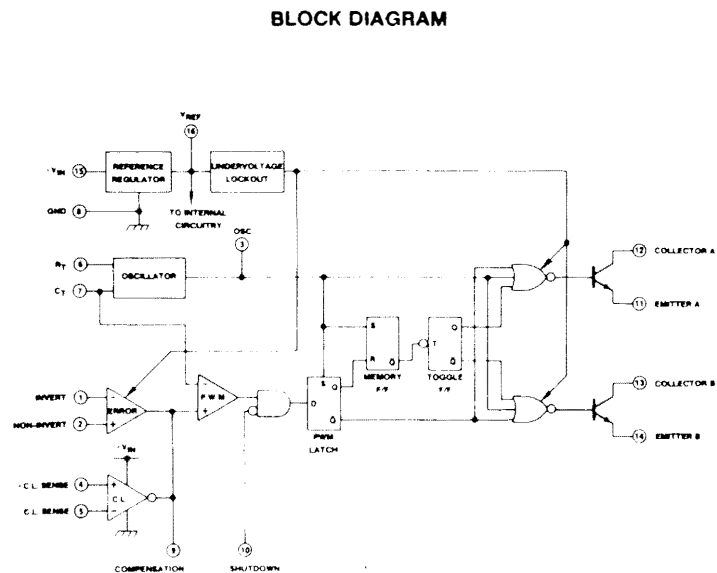 BLOCK DIAGRAM
VREF
16
-VIN 15
REFERENCE
REGULATOR
UNDERVOLTAGE
LOCKOUT
GND 8
TO INTERNAL
CIRCUITRY
OSC
3
RT 6
OSCILLATOR
CT 7
12 COLLECTOR A
11 EMITTER A
S
R
Q̅
MEMORY
F/F
T
Q
Q̅
TOGGLE
F/F
INVERT 1
-
ERROR
NON-INVERT 2
+
-
P.W.M
+
S
D
Q
Q̅
PWM
LATCH
13 COLLECTOR B
14 EMITTER B
-VIN
-C.L. SENSE 4
+
C.L.
C.L. SENSE 5
-
9
COMPENSATION
10
SHUTDOWN